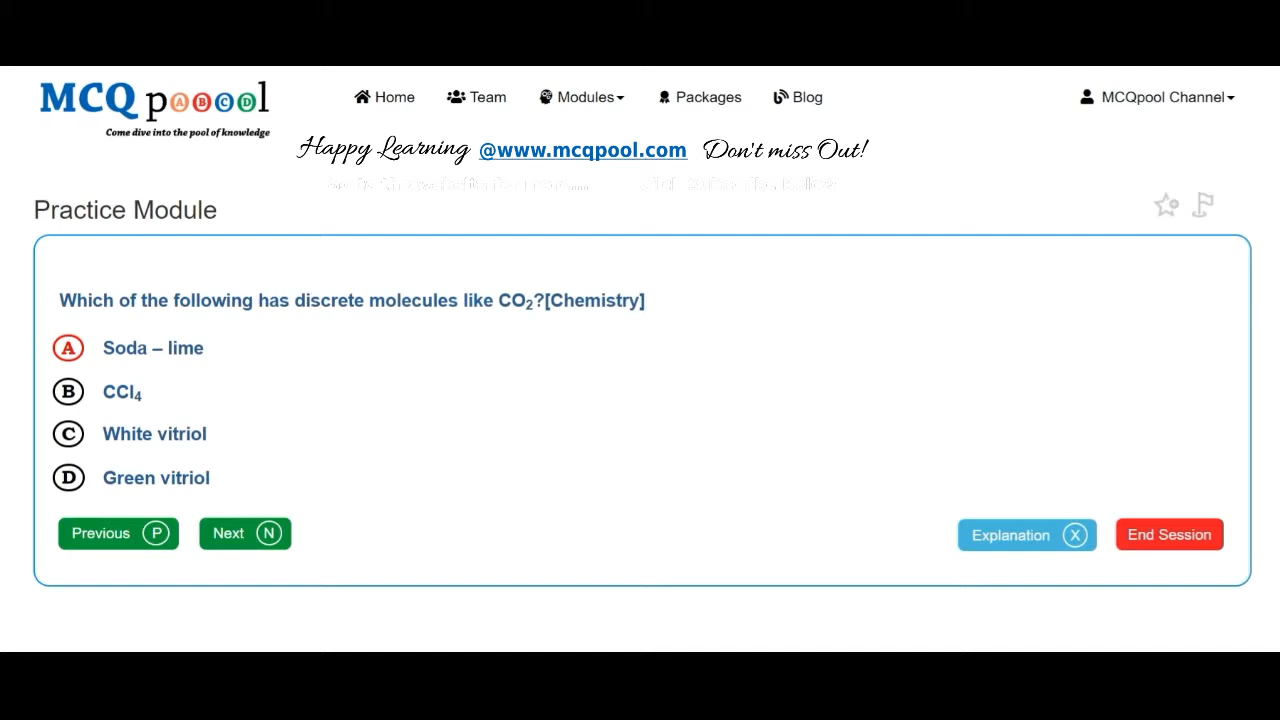 MCQ pooool
Come dive into the pool of knowledge
Home Team Modules Packages Blog MCQpool Channel
Happy Learning @www.mcqpool.com Don't miss Out!
Practice Module
Which of the following has discrete molecules like CO₂?[Chemistry]
A Soda – lime
B CCl₄
C White vitriol
D Green vitriol
Previous P Next N Explanation X End Session